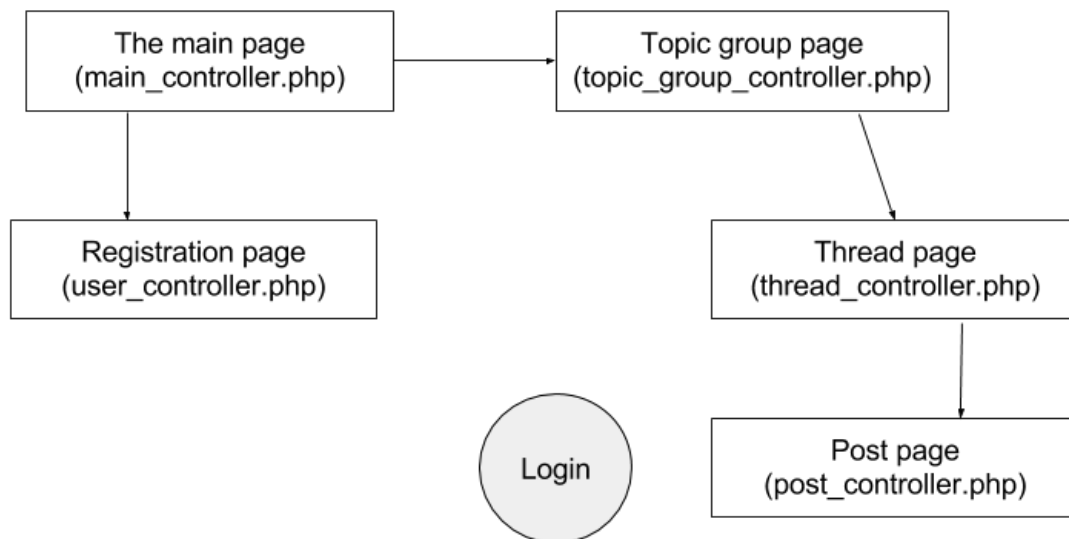 The main page
(main_controller.php)
Topic group page
(topic_group_controller.php)
Registration page
(user_controller.php)
Thread page
(thread_controller.php)
Login
Post page
(post_controller.php)